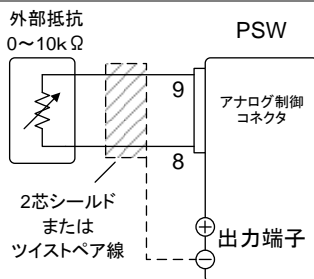 外部抵抗
0～10kΩ
PSW
9
アナログ制御
コネクタ
8
2芯シールド
または
ツイストペア線
出力端子